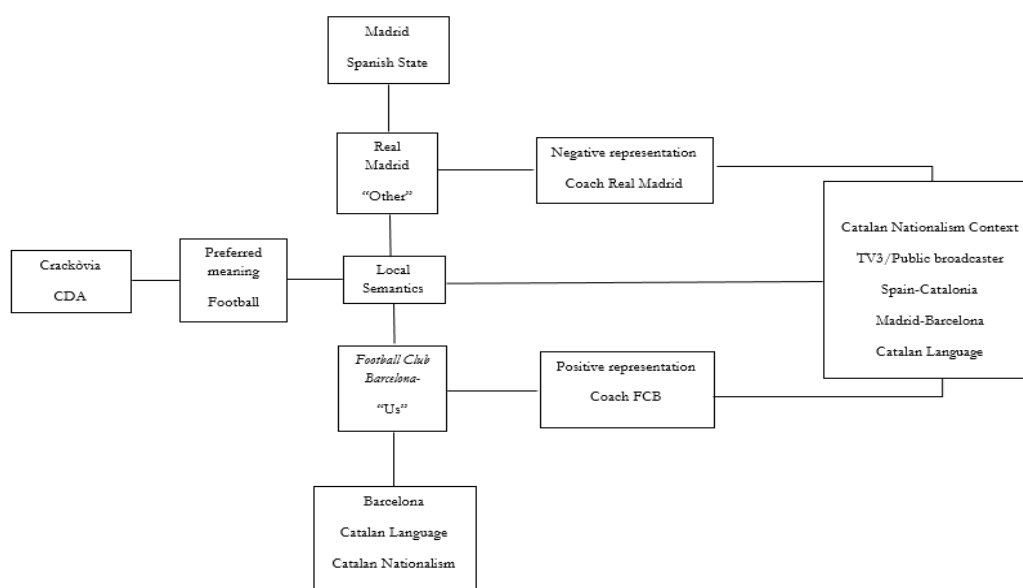 Madrid
Spanish State
Real
Madrid
“Other”
Negative representation
Coach Real Madrid
Crackòvia
CDA
Preferred
meaning
Football
Local
Semantics
Catalan Nationalism Context
TV3/Public broadcaster
Spain-Catalonia
Madrid-Barcelona
Catalan Language
Football Club
Barcelona-
“Us”
Positive representation
Coach FCB
Barcelona
Catalan Language
Catalan Nationalism